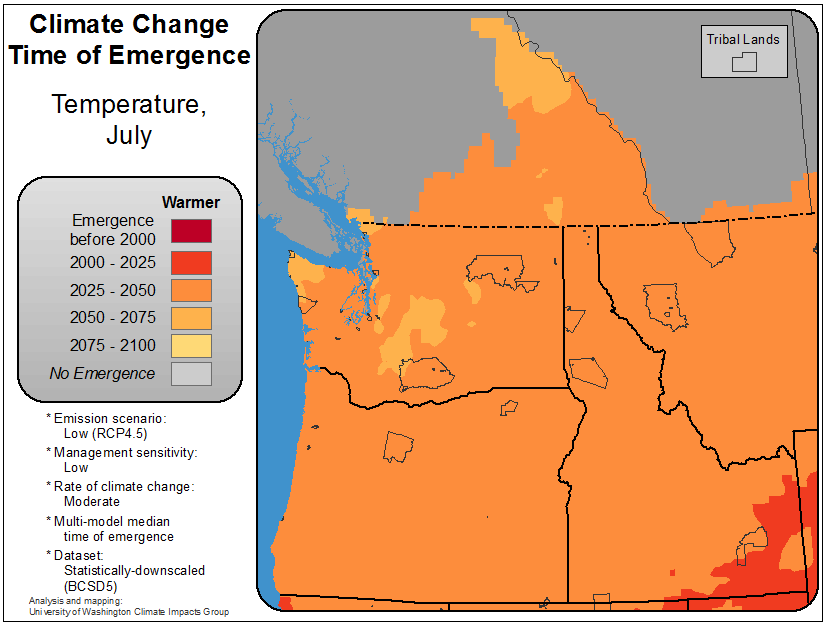 Climate Change
Time of Emergence
Temperature,
July
Warmer
Emergence
before 2000
2000 - 2025
2025 - 2050
2050 - 2075
2075 - 2100
No Emergence
* Emission scenario:
Low (RCP4.5)
* Management sensitivity:
Low
* Rate of climate change:
Moderate
* Multi-model median
time of emergence
* Dataset:
Statistically-downscaled
(BCSD5)
Analysis and mapping:
University of Washington Climate Impacts Group
Tribal Lands